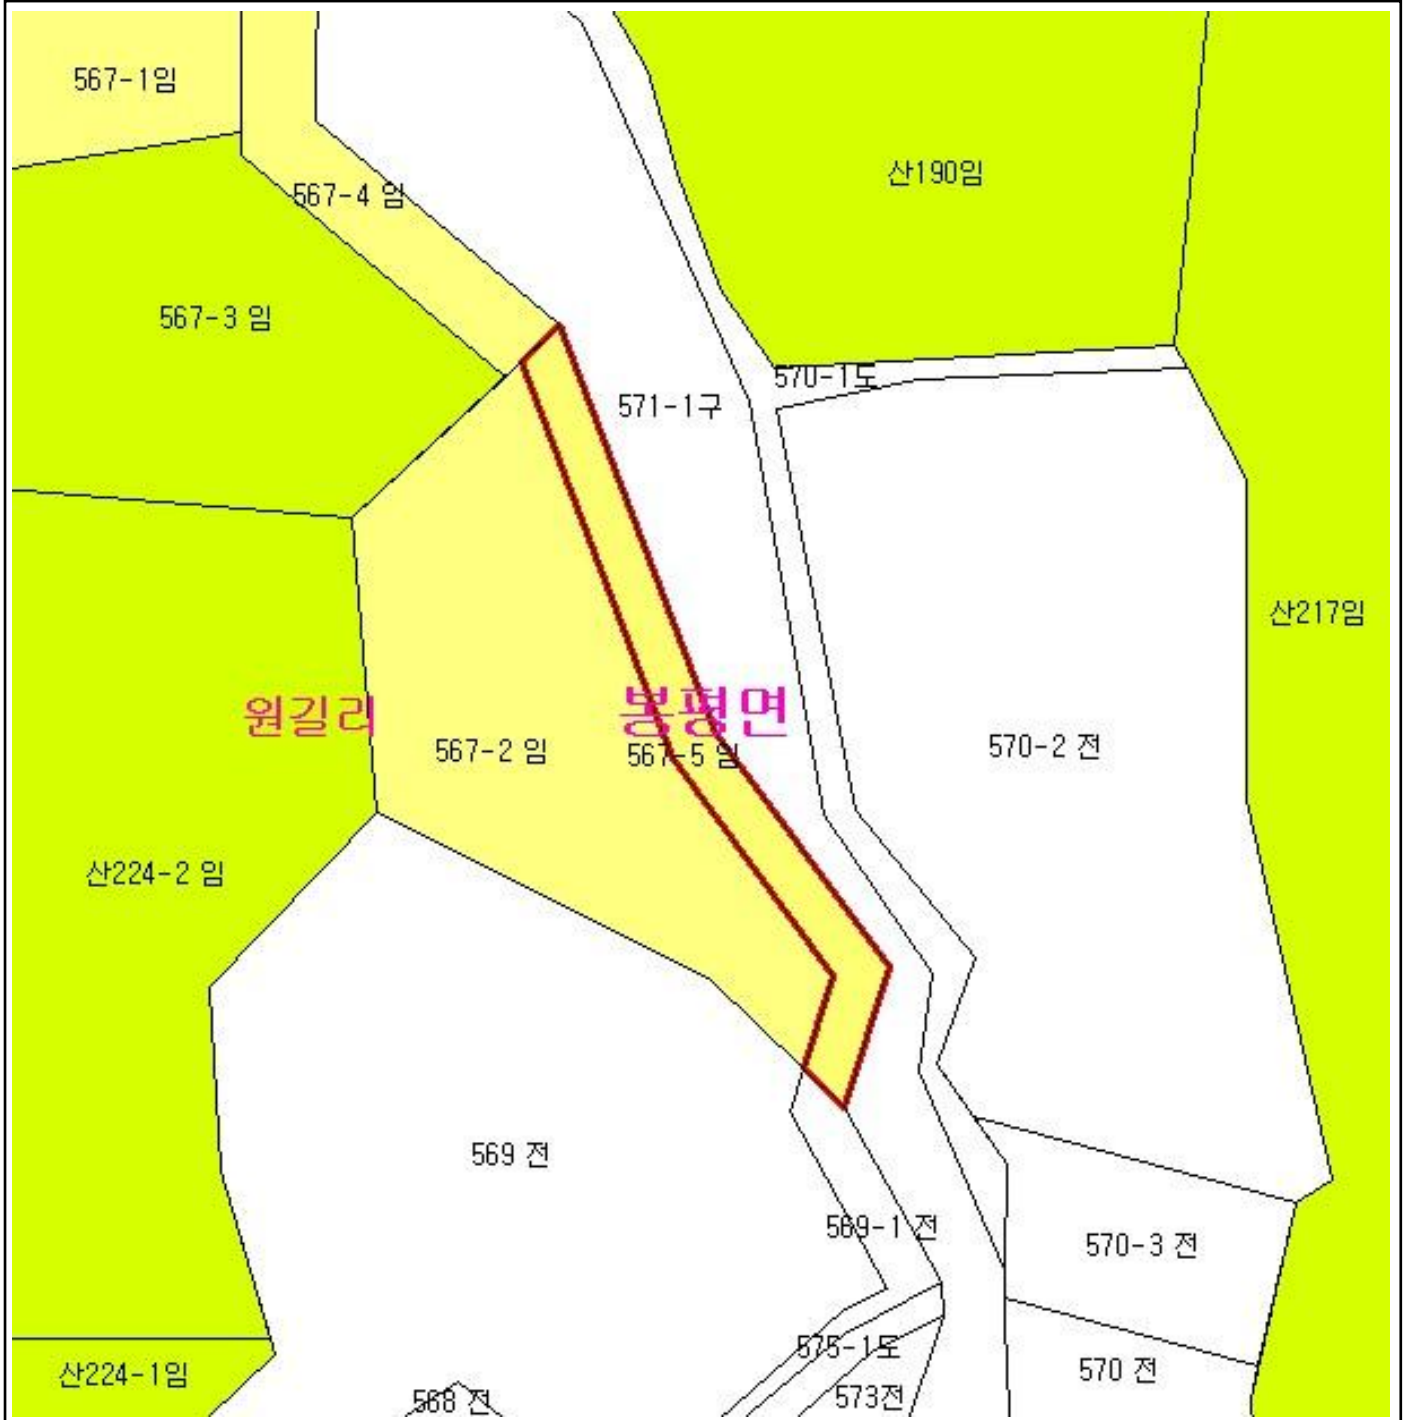 567-1임
산190임
567-4 임
567-3 임
570-1도
571-1구
산217임
원길리
봉평면
567-2 임
567-5 임
570-2 전
산224-2 임
569 전
569-1 전
570-3 전
575-1도
산224-1임
570 전
568 전
573전